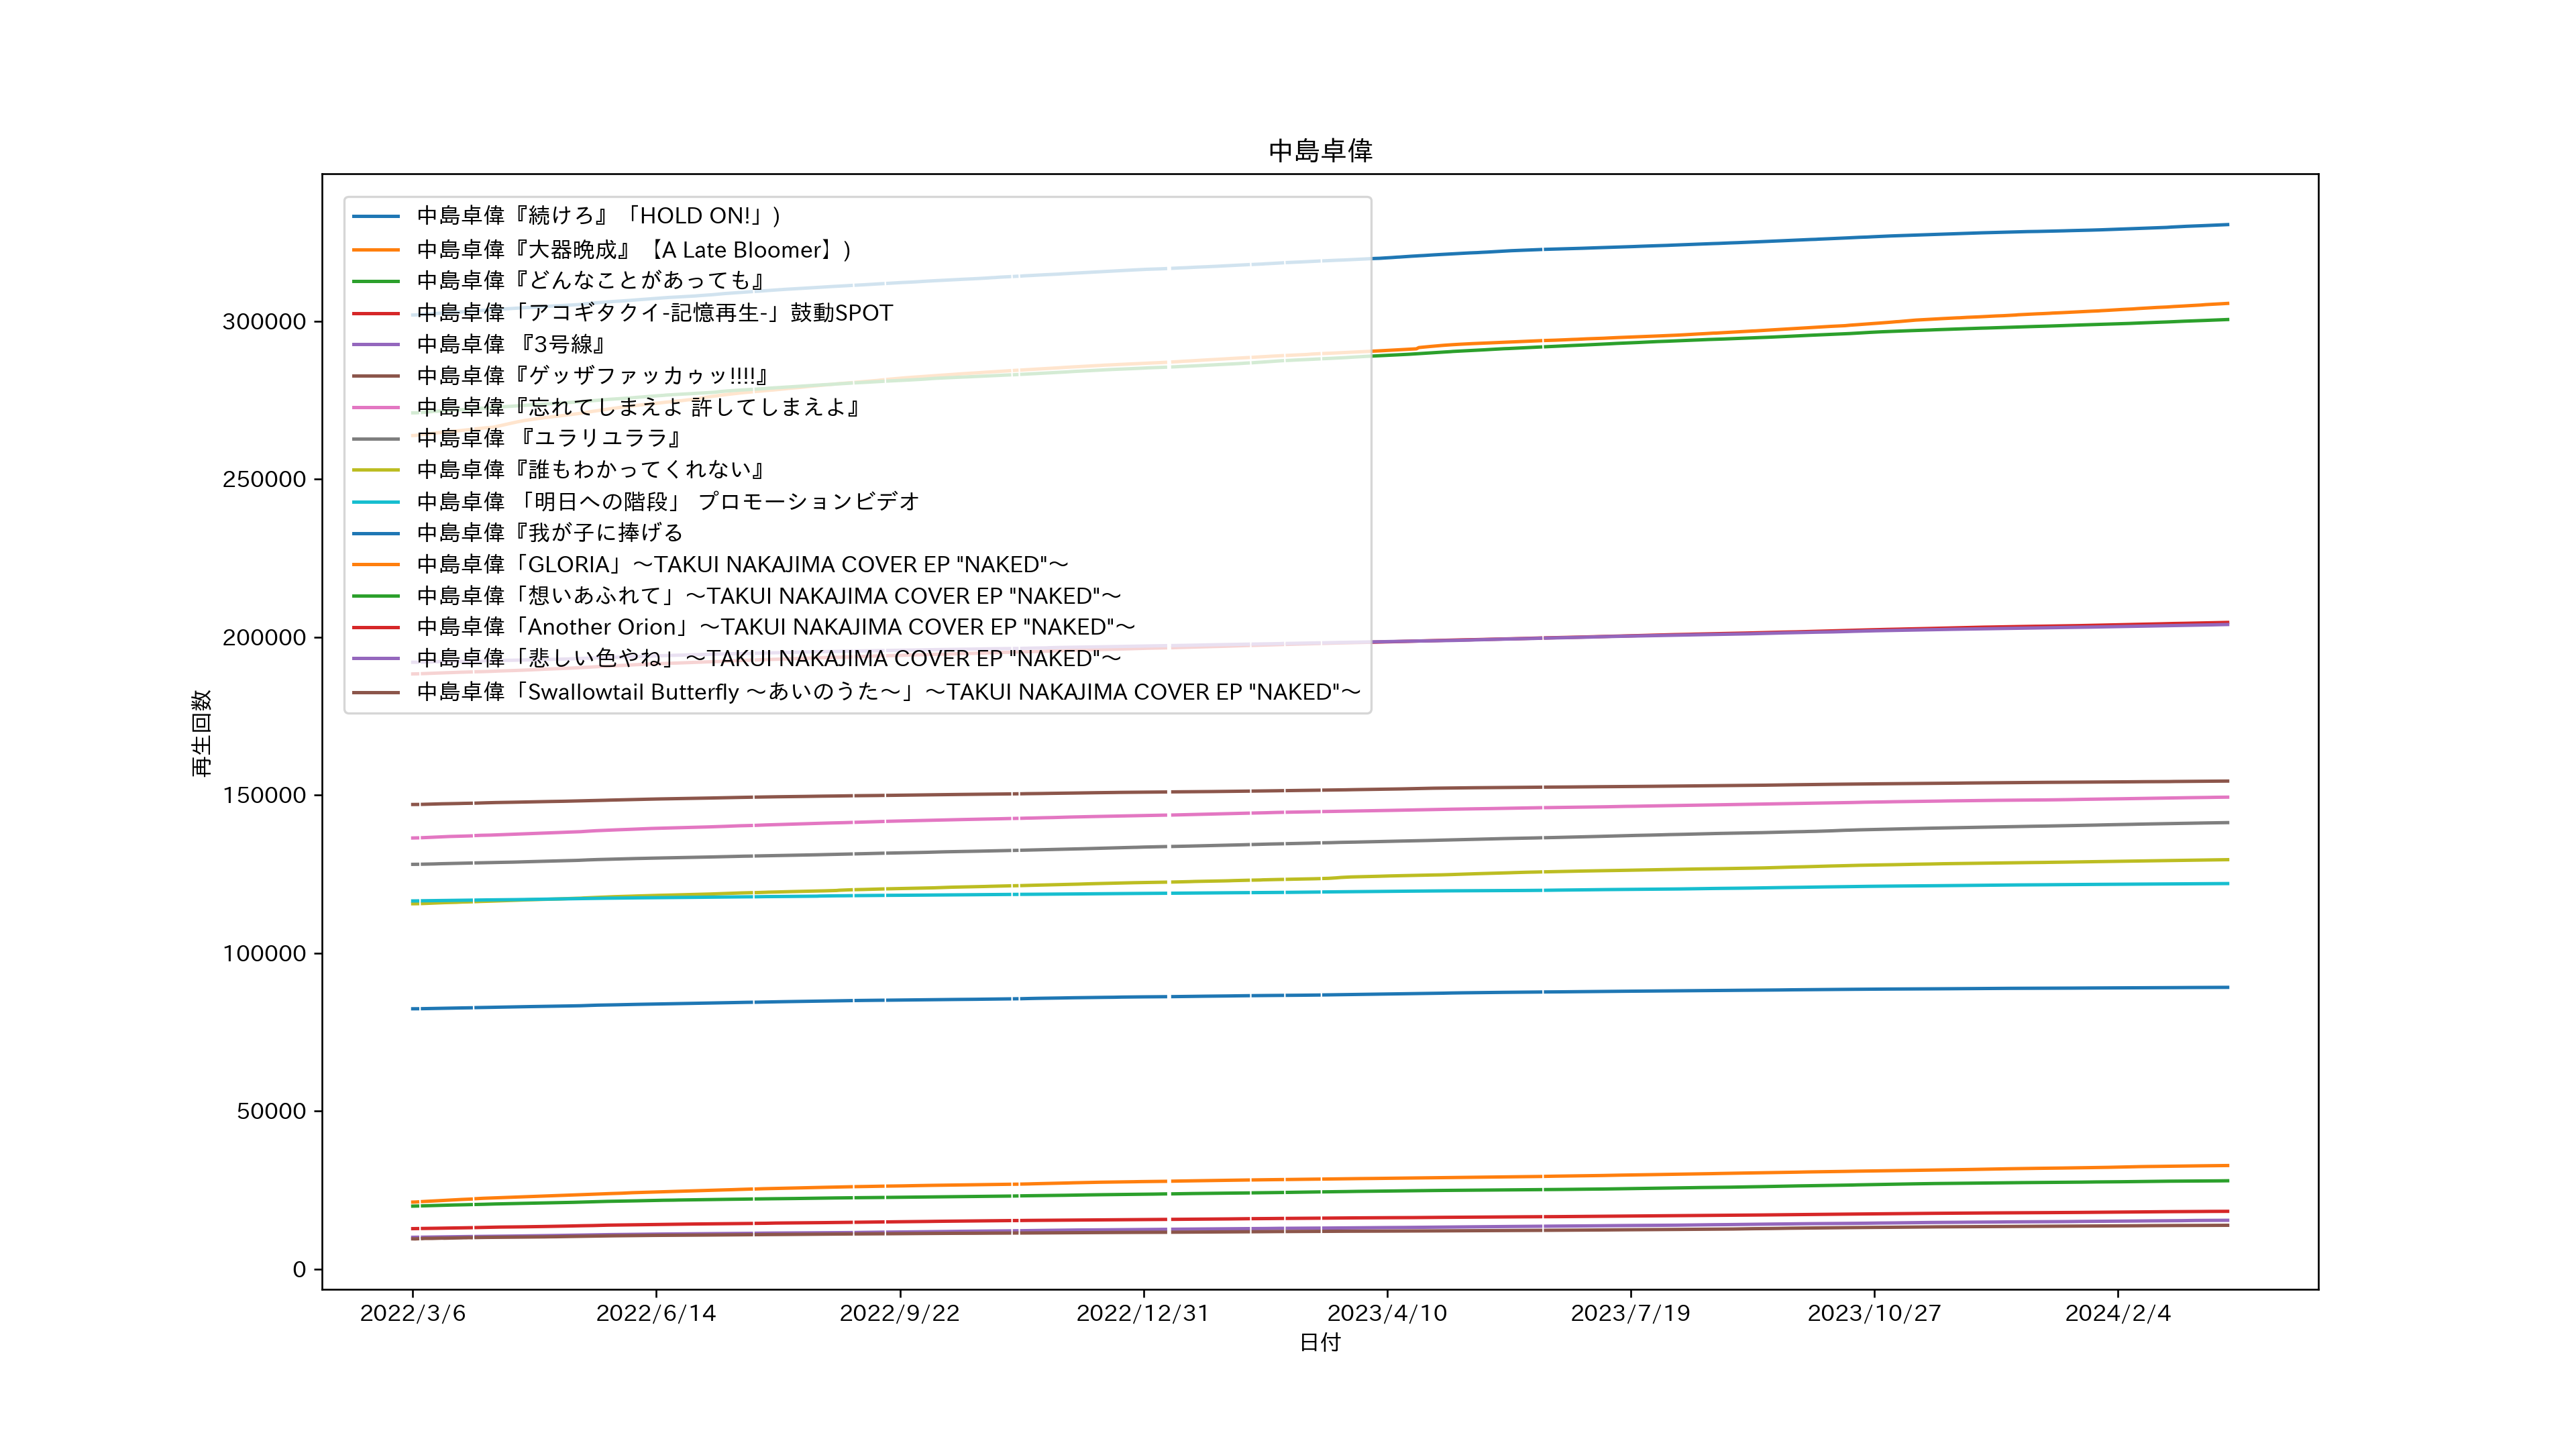 中島卓偉
中島卓偉『続けろ』「HOLD ON!」)
中島卓偉『大器晩成』【A Late Bloomer】)
中島卓偉『どんなことがあっても』
中島卓偉「アコギタクイ-記憶再生-」鼓動SPOT
中島卓偉 『3号線』
中島卓偉『ゲッザファッカゥッ!!!!』
中島卓偉『忘れてしまえよ 許してしまえよ』
中島卓偉 『ユラリユララ』
中島卓偉『誰もわかってくれない』
中島卓偉 「明日への階段」 プロモーションビデオ
中島卓偉『我が子に捧げる
中島卓偉「GLORIA」～TAKUI NAKAJIMA COVER EP "NAKED"～
中島卓偉「想いあふれて」～TAKUI NAKAJIMA COVER EP "NAKED"～
中島卓偉「Another Orion」～TAKUI NAKAJIMA COVER EP "NAKED"～
中島卓偉「悲しい色やね」～TAKUI NAKAJIMA COVER EP "NAKED"～
中島卓偉「Swallowtail Butterfly ～あいのうた～」～TAKUI NAKAJIMA COVER EP "NAKED"～
300000
250000
200000
150000
100000
50000
0
再生回数
2022/3/6
2022/6/14
2022/9/22
2022/12/31
2023/4/10
2023/7/19
2023/10/27
2024/2/4
日付